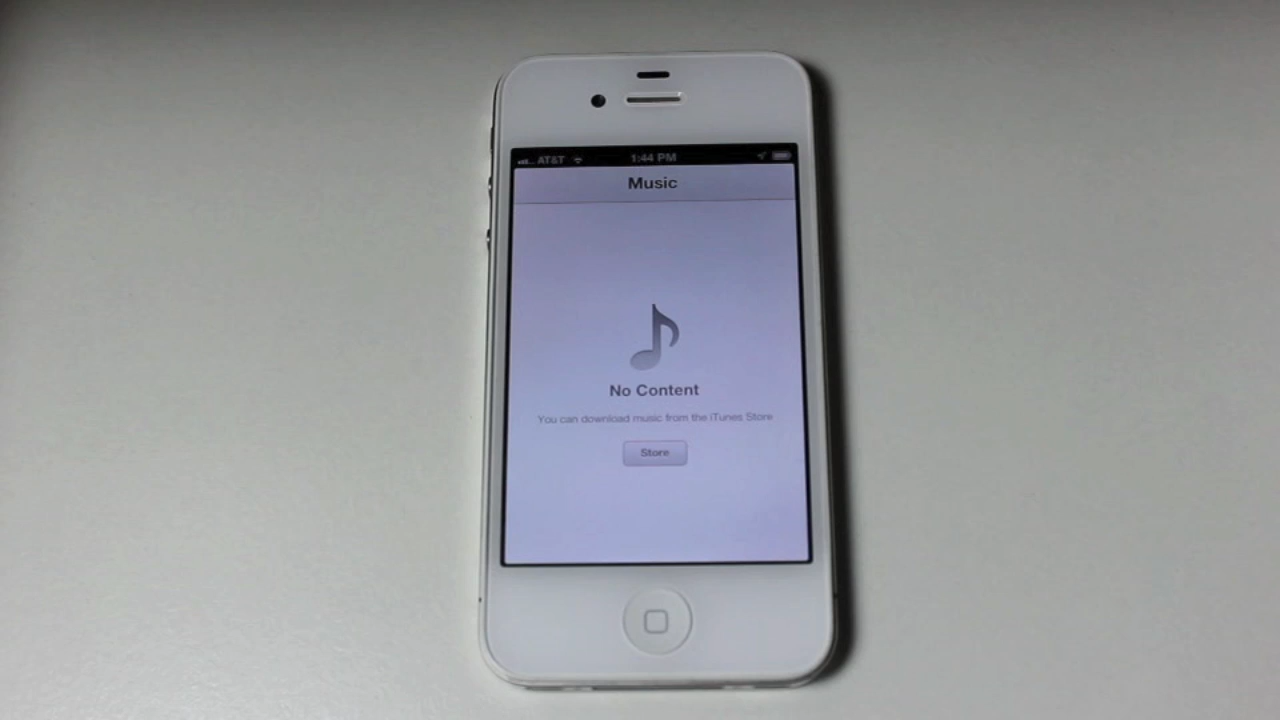 AT&T 1:44 PM
Music
No Content
You can download music from the iTunes Store
Store